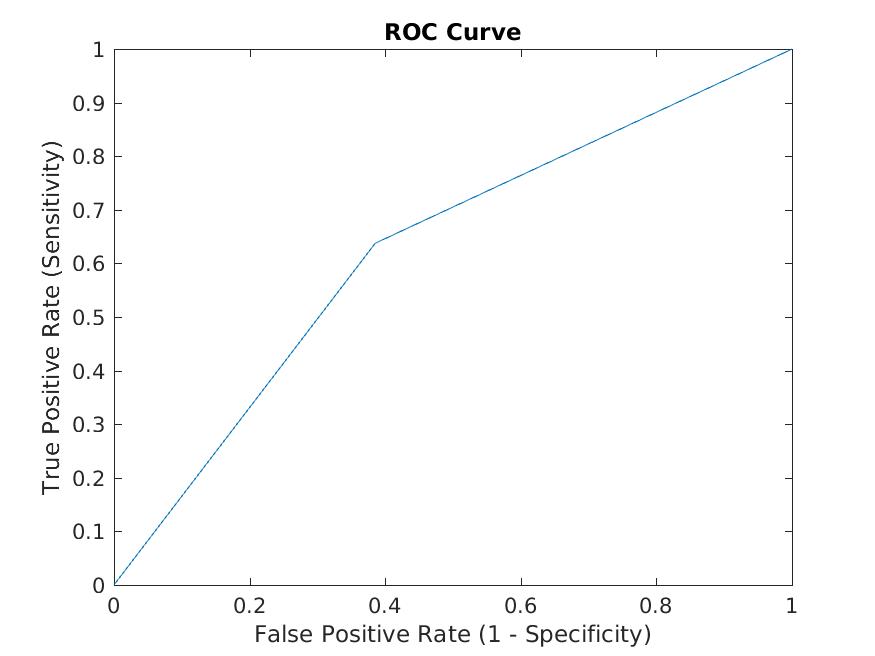 ROC Curve
1
0.9
0.8
0.7
0.6
0.5
0.4
0.3
0.2
0.1
0
True Positive Rate (Sensitivity)
0 0.2 0.4 0.6 0.8 1
False Positive Rate (1 - Specificity)